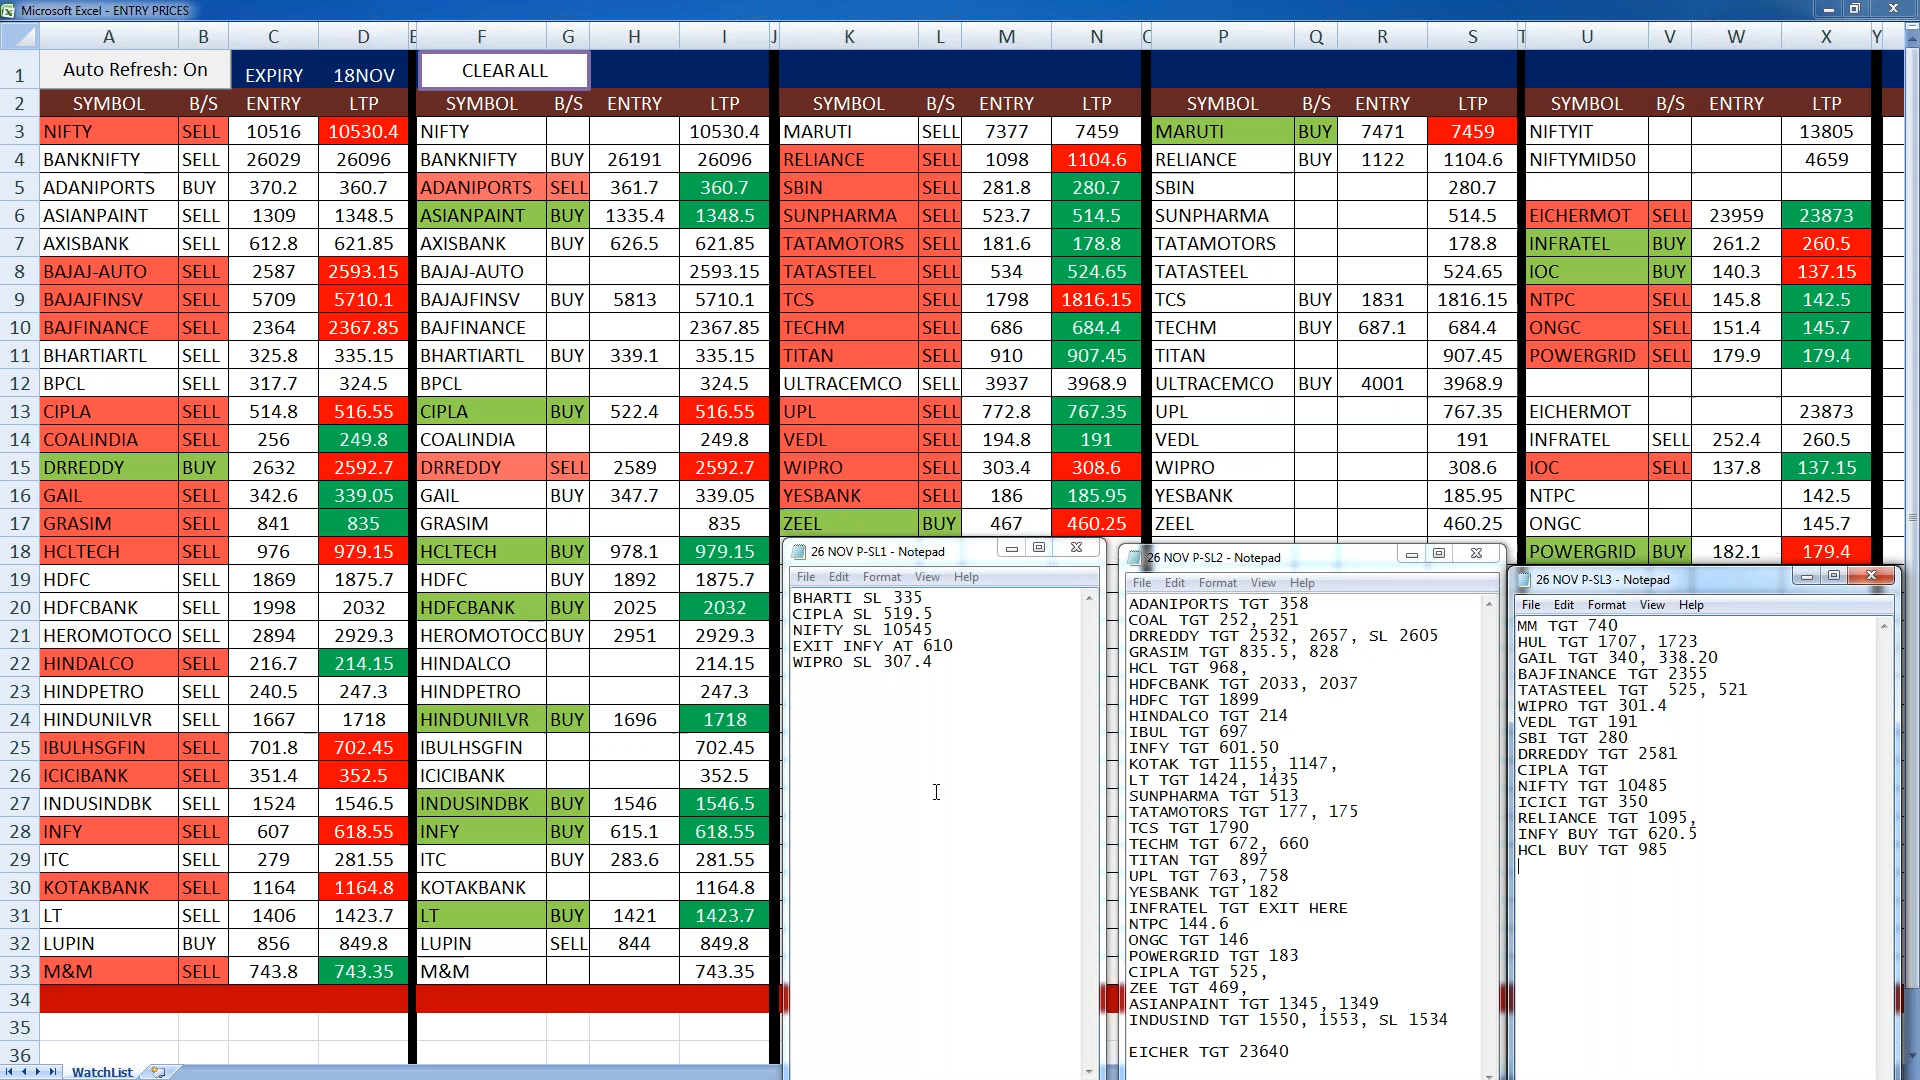 Microsoft Excel - ENTRY PRICES
A B C D E F G H I J K L M N P Q R S T U V W X Y
1 Auto Refresh: On EXPIRY 18NOV CLEAR ALL
2 SYMBOL B/S ENTRY LTP SYMBOL B/S ENTRY LTP SYMBOL B/S ENTRY LTP SYMBOL B/S ENTRY LTP SYMBOL B/S ENTRY LTP
3 NIFTY SELL 10516 10530.4 NIFTY 10530.4 MARUTI SELL 7377 7459 MARUTI BUY 7471 7459 NIFTYIT 13805
4 BANKNIFTY SELL 26029 26096 BANKNIFTY BUY 26191 26096 RELIANCE SELL 1098 1104.6 RELIANCE BUY 1122 1104.6 NIFTYMID50 4659
5 ADANIPORTS BUY 370.2 360.7 ADANIPORTS SELL 361.7 360.7 SBIN SELL 281.8 280.7 SBIN 280.7
6 ASIANPAINT SELL 1309 1348.5 ASIANPAINT BUY 1335.4 1348.5 SUNPHARMA SELL 523.7 514.5 SUNPHARMA 514.5 EICHERMOT SELL 23959 23873
7 AXISBANK SELL 612.8 621.85 AXISBANK BUY 626.5 621.85 TATAMOTORS SELL 181.6 178.8 TATAMOTORS 178.8 INFRATEL BUY 261.2 260.5
8 BAJAJ-AUTO SELL 2587 2593.15 BAJAJ-AUTO 2593.15 TATASTEEL SELL 534 524.65 TATASTEEL 524.65 IOC BUY 140.3 137.15
9 BAJAJFINSV SELL 5709 5710.1 BAJAJFINSV BUY 5813 5710.1 TCS SELL 1798 1816.15 TCS BUY 1831 1816.15 NTPC SELL 145.8 142.5
10 BAJFINANCE SELL 2364 2367.85 BAJFINANCE 2367.85 TECHM SELL 686 684.4 TECHM BUY 687.1 684.4 ONGC SELL 151.4 145.7
11 BHARTIARTL SELL 325.8 335.15 BHARTIARTL BUY 339.1 335.15 TITAN SELL 910 907.45 TITAN 907.45 POWERGRID SELL 179.9 179.4
12 BPCL SELL 317.7 324.5 BPCL 324.5 ULTRACEMCO SELL 3937 3968.9 ULTRACEMCO BUY 4001 3968.9
13 CIPLA SELL 514.8 516.55 CIPLA BUY 522.4 516.55 UPL SELL 772.8 767.35 UPL 767.35 EICHERMOT 23873
14 COALINDIA SELL 256 249.8 COALINDIA 249.8 VEDL SELL 194.8 191 VEDL 191 INFRATEL SELL 252.4 260.5
15 DRREDDY BUY 2632 2592.7 DRREDDY SELL 2589 2592.7 WIPRO SELL 303.4 308.6 WIPRO 308.6 IOC SELL 137.8 137.15
16 GAIL SELL 342.6 339.05 GAIL BUY 347.7 339.05 YESBANK SELL 186 185.95 YESBANK 185.95 NTPC 142.5
17 GRASIM SELL 841 835 GRASIM 835 ZEEL BUY 467 460.25 ZEEL 460.25 ONGC 145.7
18 HCLTECH SELL 976 979.15 HCLTECH BUY 978.1 979.15 POWERGRID BUY 182.1 179.4
19 HDFC SELL 1869 1875.7 HDFC BUY 1892 1875.7
20 HDFCBANK SELL 1998 2032 HDFCBANK BUY 2025 2032
21 HEROMOTOCO SELL 2894 2929.3 HEROMOTOCO BUY 2951 2929.3
22 HINDALCO SELL 216.7 214.15 HINDALCO 214.15
23 HINDPETRO SELL 240.5 247.3 HINDPETRO 247.3
24 HINDUNILVR SELL 1667 1718 HINDUNILVR BUY 1696 1718
25 IBULHSGFIN SELL 701.8 702.45 IBULHSGFIN 702.45
26 ICICIBANK SELL 351.4 352.5 ICICIBANK 352.5
27 INDUSINDBK SELL 1524 1546.5 INDUSINDBK BUY 1546 1546.5
28 INFY SELL 607 618.55 INFY BUY 615.1 618.55
29 ITC SELL 279 281.55 ITC BUY 283.6 281.55
30 KOTAKBANK SELL 1164 1164.8 KOTAKBANK 1164.8
31 LT SELL 1406 1423.7 LT BUY 1421 1423.7
32 LUPIN BUY 856 849.8 LUPIN SELL 844 849.8
33 M&M SELL 743.8 743.35 M&M 743.35
34
35
36
WatchList
26 NOV P-SL1 - Notepad
File Edit Format View Help
BHARTI SL 335
CIPLA SL 519.5
NIFTY SL 10545
EXIT INFY AT 610
WIPRO SL 307.4
26 NOV P-SL2 - Notepad
File Edit Format View Help
ADANIPORTS TGT 358
COAL TGT 252, 251
DRREDDY TGT 2532, 2657, SL 2605
GRASIM TGT 835.5, 828
HCL TGT 968,
HDFCBANK TGT 2033, 2037
HDFC TGT 1899
HINDALCO TGT 214
IBUL TGT 697
INFY TGT 601.50
KOTAK TGT 1155, 1147,
LT TGT 1424, 1435
SUNPHARMA TGT 513
TATAMOTORS TGT 177, 175
TCS TGT 1790
TECHM TGT 672, 660
TITAN TGT 897
UPL TGT 763, 758
YESBANK TGT 182
INFRATEL TGT EXIT HERE
NTPC 144.6
ONGC TGT 146
POWERGRID TGT 183
CIPLA TGT 525,
ZEE TGT 469,
ASIANPAINT TGT 1345, 1349
INDUSIND TGT 1550, 1553, SL 1534
EICHER TGT 23640
26 NOV P-SL3 - Notepad
File Edit Format View Help
MM TGT 740
HUL TGT 1707, 1723
GAIL TGT 340, 338.20
BAJFINANCE TGT 2355
TATASTEEL TGT 525, 521
WIPRO TGT 301.4
VEDL TGT 191
SBI TGT 280
DRREDDY TGT 2581
CIPLA TGT
NIFTY TGT 10485
ICICI TGT 350
RELIANCE TGT 1095,
INFY BUY TGT 620.5
HCL BUY TGT 985